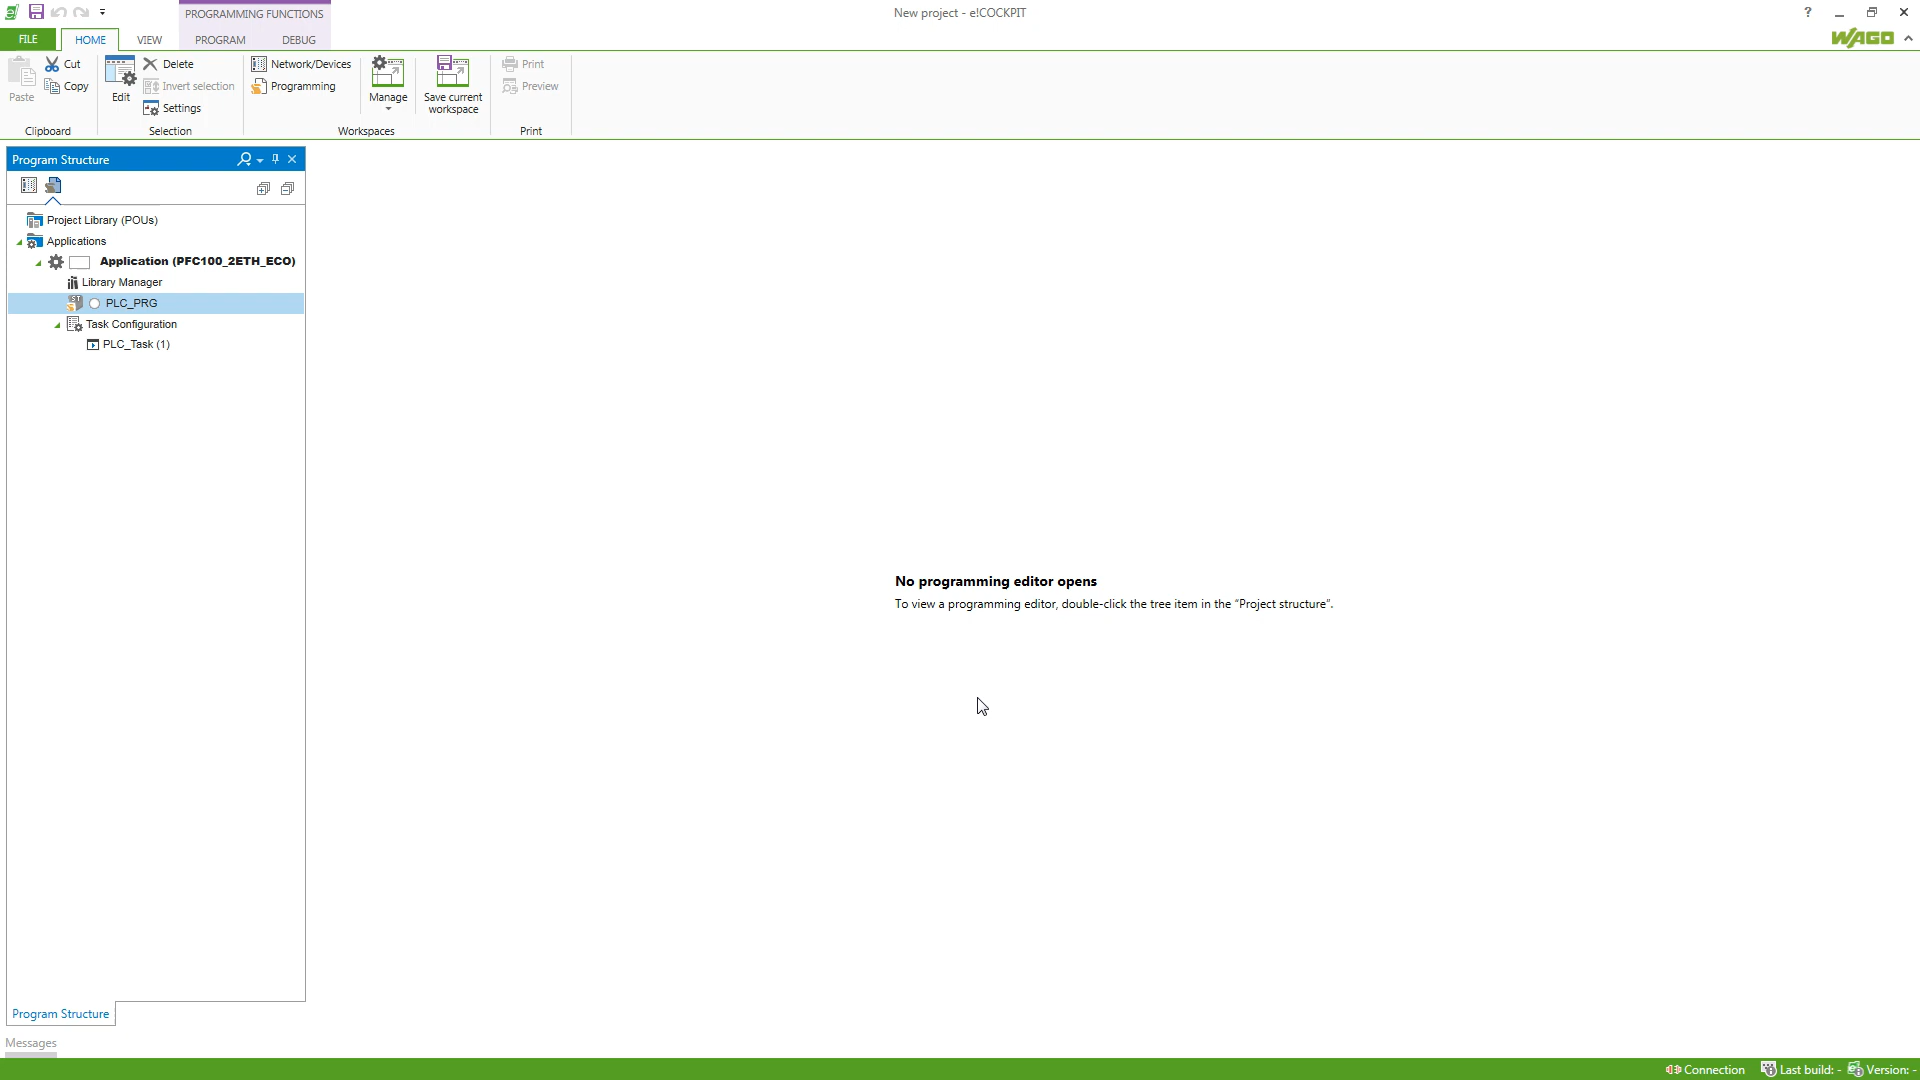 PROGRAMMING FUNCTIONS
New project - e!COCKPIT
?
FILE
HOME
VIEW
PROGRAM
DEBUG
WAGO
Paste
Cut
Copy
Clipboard
Edit
Delete
Invert selection
Settings
Selection
Network/Devices
Programming
Manage
Save current
workspace
Workspaces
Print
Preview
Print
Program Structure
Project Library (POUs)
Applications
Application (PFC100_2ETH_ECO)
Library Manager
ST
PLC_PRG
Task Configuration
PLC_Task (1)
No programming editor opens
To view a programming editor, double-click the tree item in the "Project structure".
Program Structure
Messages
Connection
Last build: -
Version: -